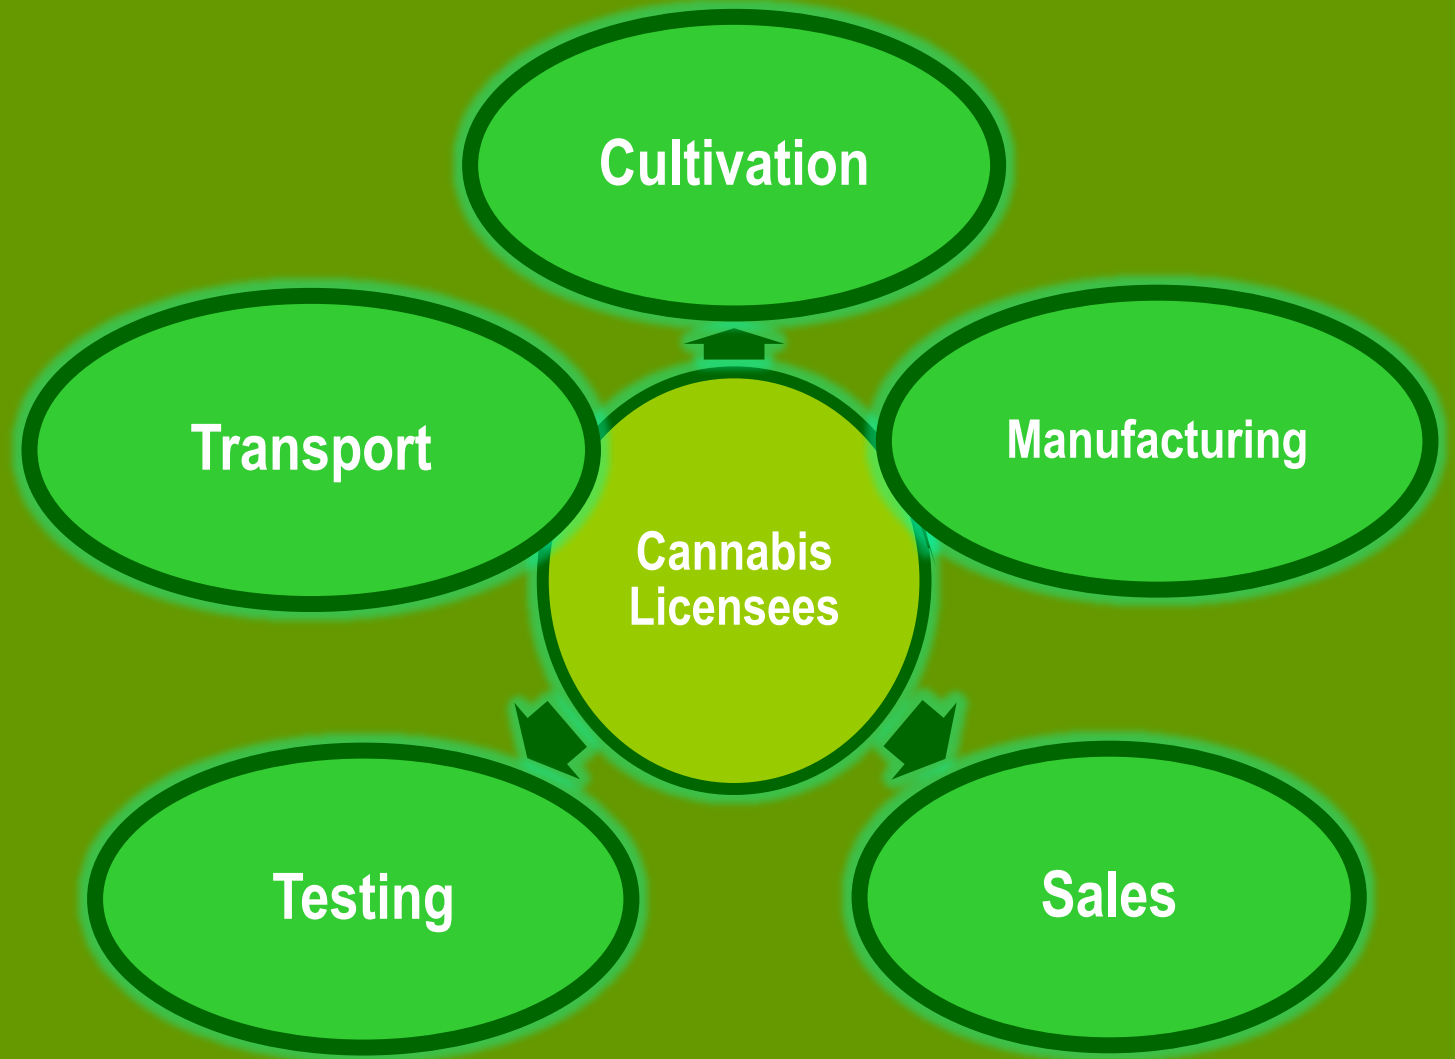 Cultivation
Transport
Manufacturing
Cannabis
Licensees
Testing
Sales